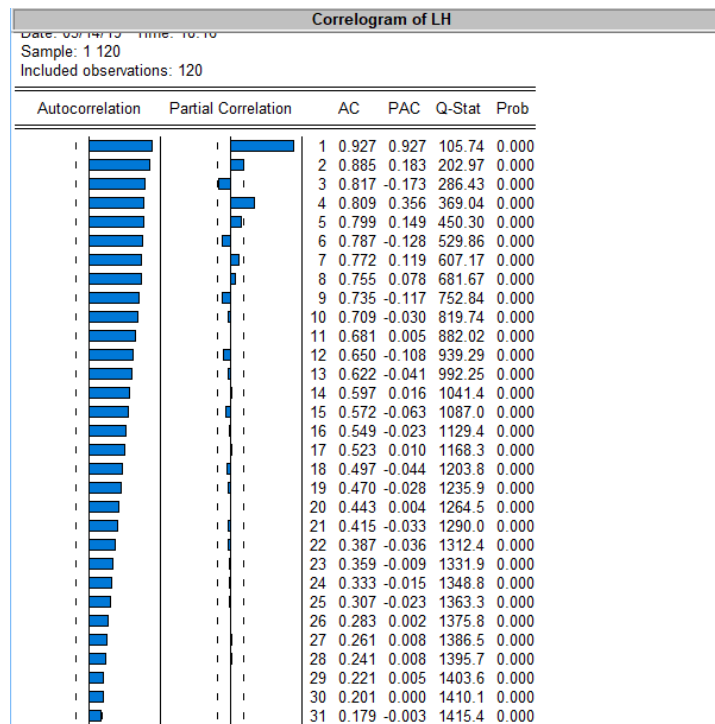 Correlogram of LH
Sample: 1 120
Included observations: 120
Autocorrelation Partial Correlation AC PAC Q-Stat Prob
1 0.927 0.927 105.74 0.000
2 0.885 0.183 202.97 0.000
3 0.817 -0.173 286.43 0.000
4 0.809 0.356 369.04 0.000
5 0.799 0.149 450.30 0.000
6 0.787 -0.128 529.86 0.000
7 0.772 0.119 607.17 0.000
8 0.755 0.078 681.67 0.000
9 0.735 -0.117 752.84 0.000
10 0.709 -0.030 819.74 0.000
11 0.681 0.005 882.02 0.000
12 0.650 -0.108 939.29 0.000
13 0.622 -0.041 992.25 0.000
14 0.597 0.016 1041.4 0.000
15 0.572 -0.063 1087.0 0.000
16 0.549 -0.023 1129.4 0.000
17 0.523 0.010 1168.3 0.000
18 0.497 -0.044 1203.8 0.000
19 0.470 -0.028 1235.9 0.000
20 0.443 0.004 1264.5 0.000
21 0.415 -0.033 1290.0 0.000
22 0.387 -0.036 1312.4 0.000
23 0.359 -0.009 1331.9 0.000
24 0.333 -0.015 1348.8 0.000
25 0.307 -0.023 1363.3 0.000
26 0.283 0.002 1375.8 0.000
27 0.261 0.008 1386.5 0.000
28 0.241 0.008 1395.7 0.000
29 0.221 0.005 1403.6 0.000
30 0.201 0.000 1410.1 0.000
31 0.179 -0.003 1415.4 0.000